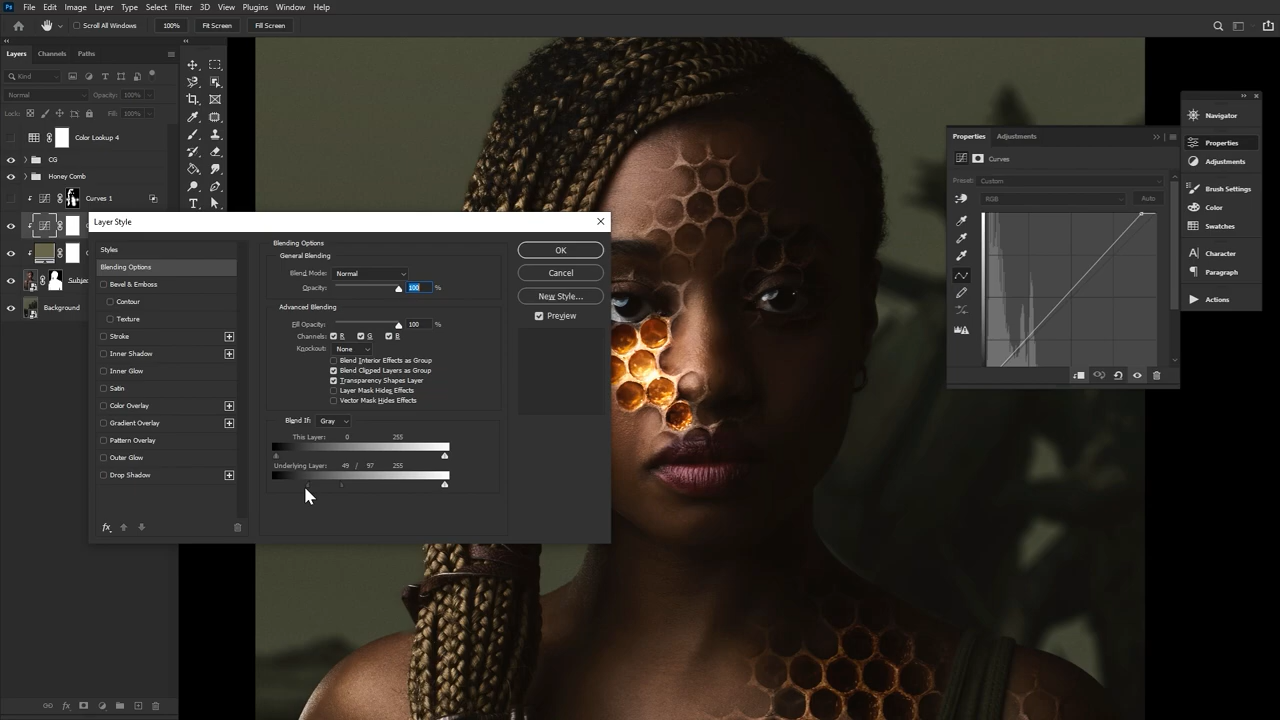 Ps File Edit Image Layer Type Select Filter 3D View Plugins Window Help
Scroll All Windows 100% Fit Screen Fill Screen
Layers Channels Paths
Kind
Normal Opacity: 100%
Lock: Fill: 100%
Color Lookup 4
CG
Honey Comb
Curves 1
Subjec
Background
Layer Style
Styles
Blending Options
Bevel & Emboss
Contour
Texture
Stroke
Inner Shadow
Inner Glow
Satin
Color Overlay
Gradient Overlay
Pattern Overlay
Outer Glow
Drop Shadow
fx
Blending Options
General Blending
Blend Mode: Normal
Opacity: 100 %
Advanced Blending
Fill Opacity: 100 %
Channels: R G B
Knockout: None
Blend Interior Effects as Group
Blend Clipped Layers as Group
Transparency Shapes Layer
Layer Mask Hides Effects
Vector Mask Hides Effects
Blend If: Gray
This Layer: 0 255
Underlying Layer: 49 / 97 255
OK
Cancel
New Style...
Preview
Properties Adjustments
Curves
Preset: Custom
RGB Auto
Navigator
Properties
Adjustments
Brush Settings
Color
Swatches
Character
Paragraph
Actions
fx